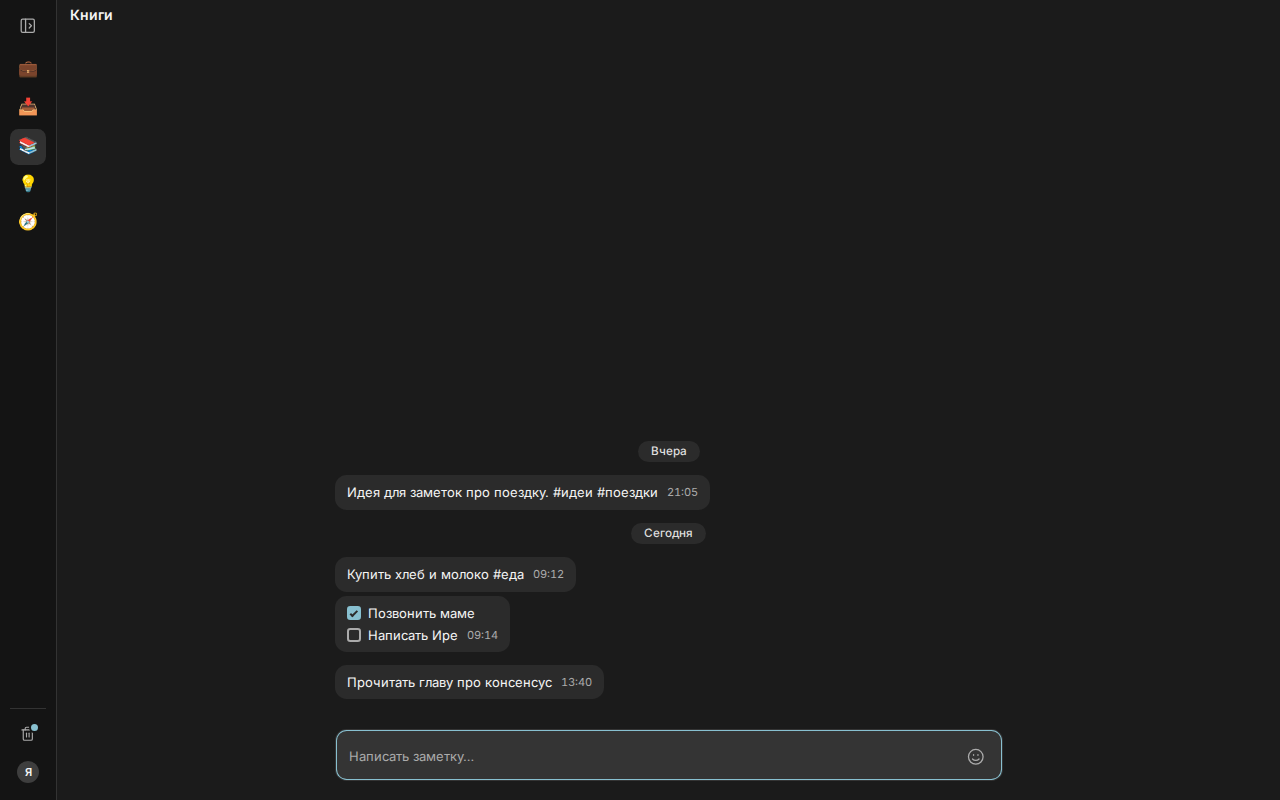 Книги
Вчера
Идея для заметок про поездку. #идеи #поездки 21:05
Сегодня
Купить хлеб и молоко #еда 09:12
Позвонить маме
Написать Ире 09:14
Прочитать главу про консенсус 13:40
Написать заметку...
Я